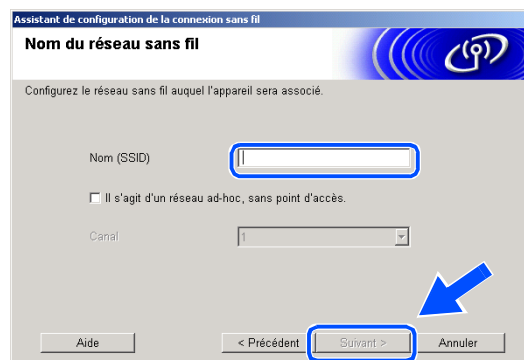 Assistant de configuration de la connexion sans fil
Nom du réseau sans fil
Configurez le réseau sans fil auquel l'appareil sera associé.
Nom (SSID)
Il s'agit d'un réseau ad-hoc, sans point d'accès.
Canal 1
Aide < Précédent Suivant > Annuler